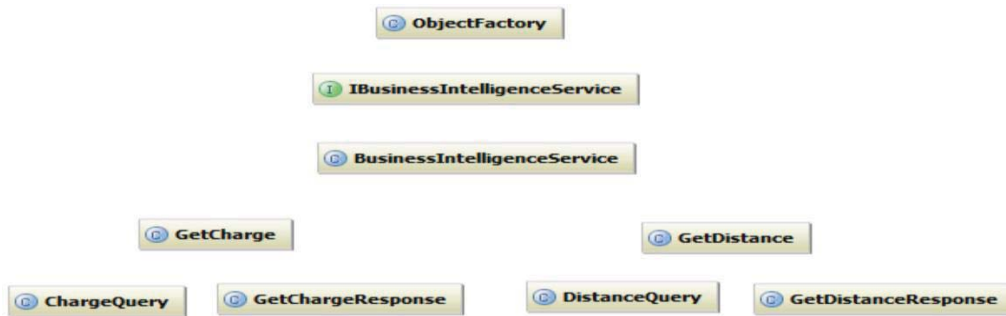 C ObjectFactory
I IBusinessIntelligenceService
C BusinessIntelligenceService
C GetCharge
C GetDistance
C ChargeQuery
C GetChargeResponse
C DistanceQuery
C GetDistanceResponse